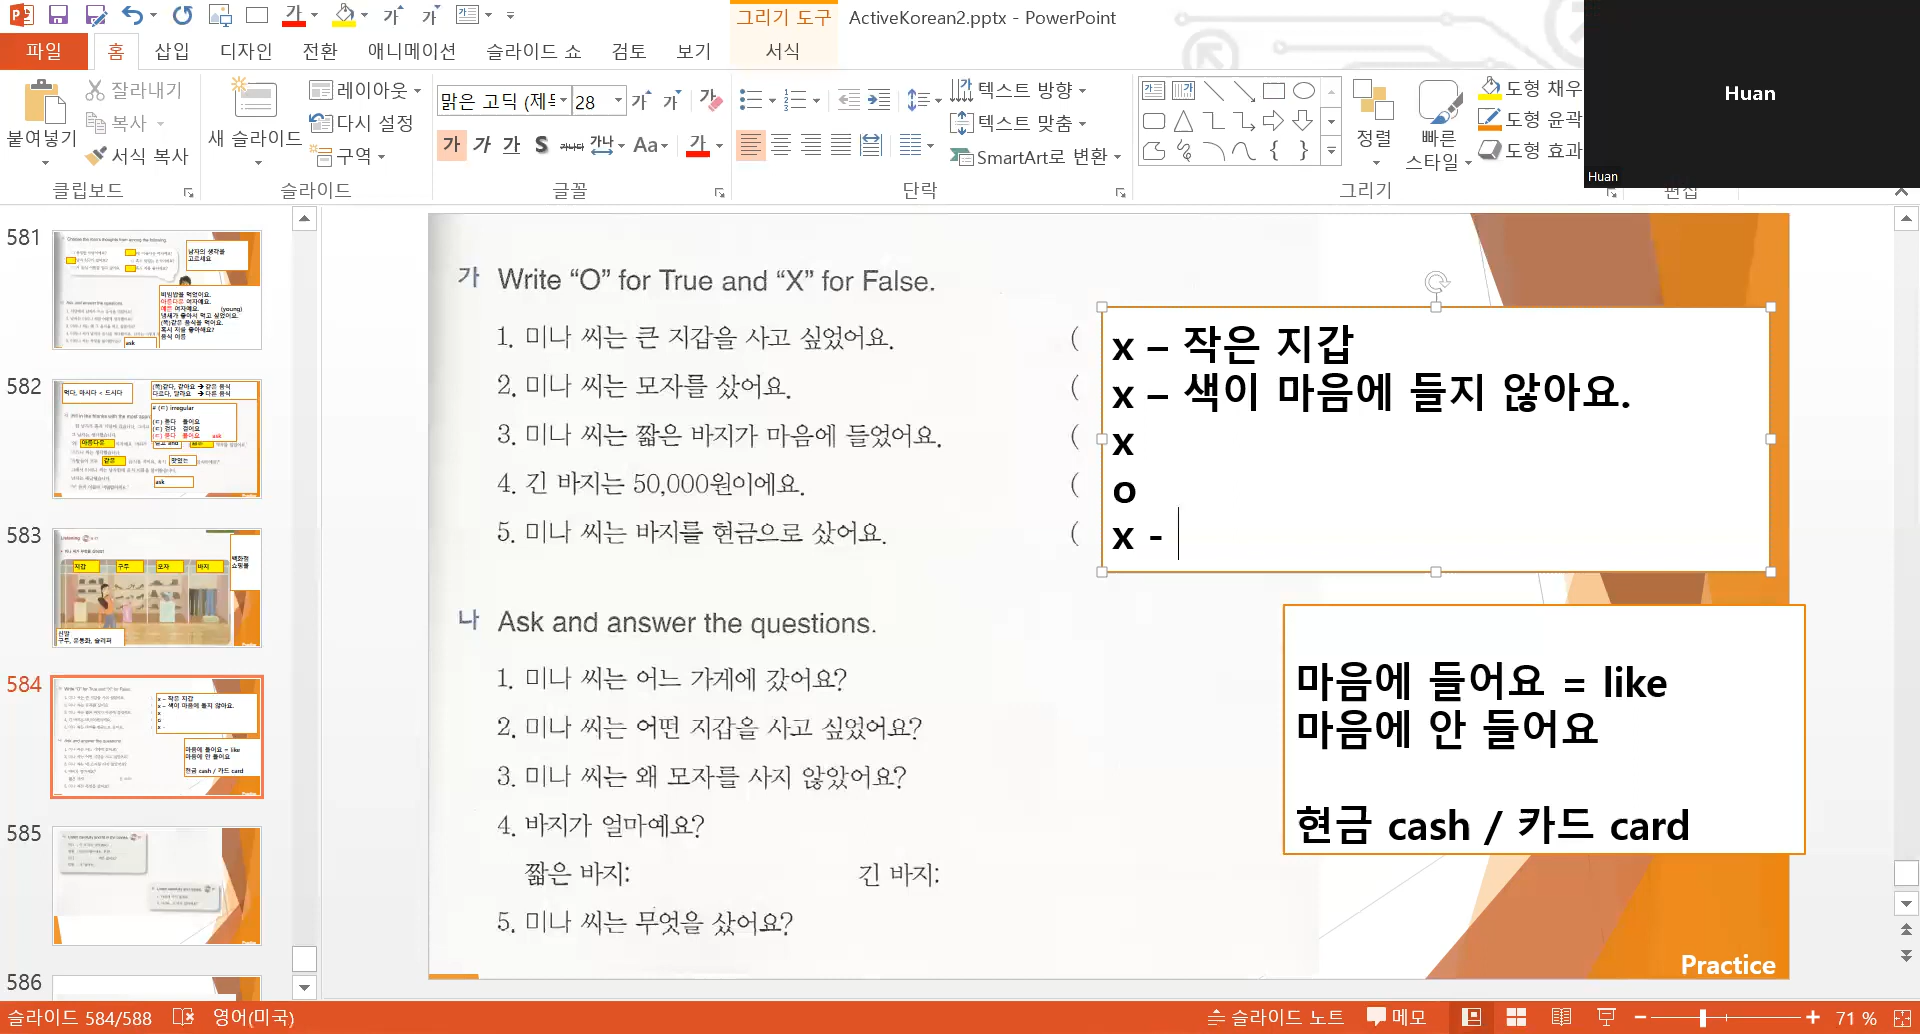 그리기 도구
ActiveKorean2.pptx - PowerPoint
파일 홈 삽입 디자인 전환 애니메이션 슬라이드 쇼 검토 보기 서식
붙여넣기
잘라내기
복사
서식 복사
클립보드
새 슬라이드
레이아웃
다시 설정
구역
슬라이드
맑은 고딕 (제목
28
가 가 가 S 가나다 가나 Aa 가
글꼴
텍스트 방향
텍스트 맞춤
SmartArt로 변환
단락
정렬
빠른
스타일
도형 채우
도형 윤곽
도형 효과
그리기
편집
Huan
Huan
581
582
583
584
585
586
가 Write “O” for True and “X” for False.
1. 미나 씨는 큰 지갑을 사고 싶었어요. (
2. 미나 씨는 모자를 샀어요. (
3. 미나 씨는 짧은 바지가 마음에 들었어요. (
4. 긴 바지는 50,000원이에요. (
5. 미나 씨는 바지를 현금으로 샀어요. (
x – 작은 지갑
x – 색이 마음에 들지 않아요.
x
o
x -
나 Ask and answer the questions.
1. 미나 씨는 어느 가게에 갔어요?
2. 미나 씨는 어떤 지갑을 사고 싶었어요?
3. 미나 씨는 왜 모자를 사지 않았어요?
4. 바지가 얼마예요?
짧은 바지: 긴 바지:
5. 미나 씨는 무엇을 샀어요?
마음에 들어요 = like
마음에 안 들어요
현금 cash / 카드 card
Practice
슬라이드 584/588 영어(미국)
슬라이드 노트 메모 71 %